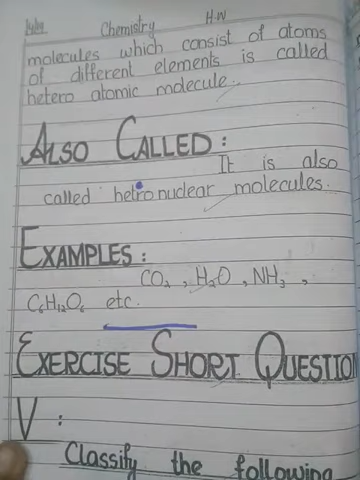 Chemistry H.W
molecules which consist of atoms
of different elements is called
hetero atomic molecule.
ALSO CALLED:
It is also
called hetronuclear molecules.
EXAMPLES:
CO₂, H₂O, NH₃,
C₆H₁₂O₆ etc.
EXERCISE SHORT QUESTION
V:
Classify the following